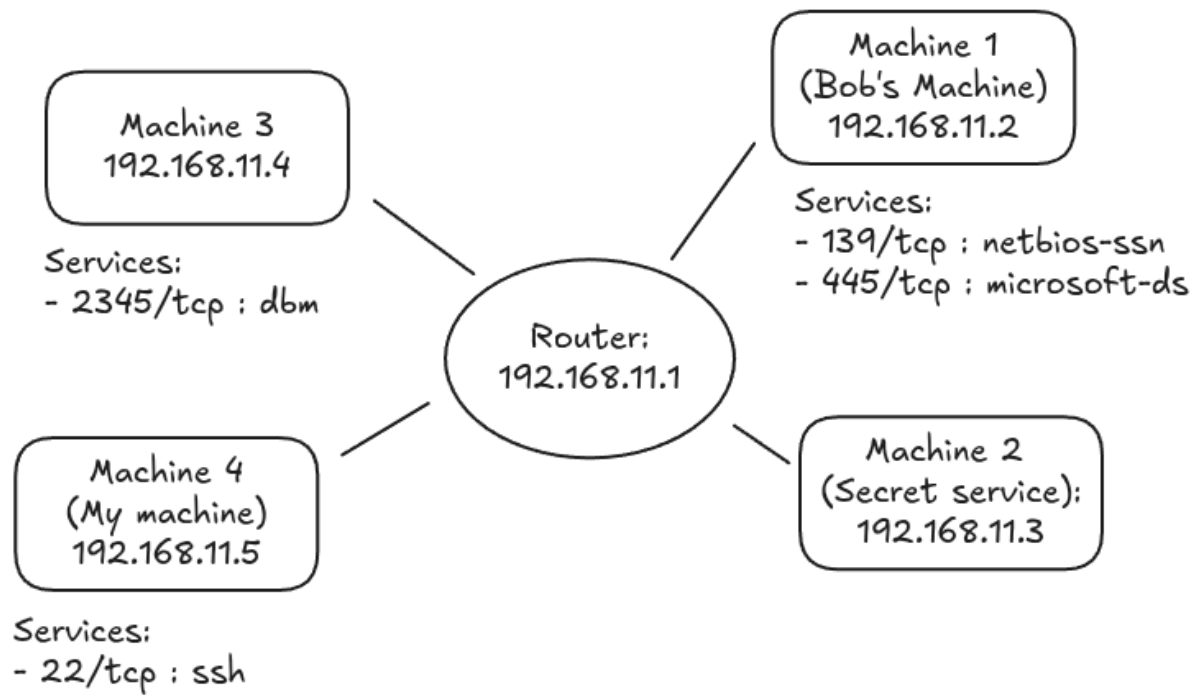 Machine 1
(Bob's Machine)
192.168.11.2
Services:
- 139/tcp : netbios-ssn
- 445/tcp : microsoft-ds
Machine 3
192.168.11.4
Services:
- 2345/tcp : dbm
Router:
192.168.11.1
Machine 4
(My machine)
192.168.11.5
Services:
- 22/tcp : ssh
Machine 2
(Secret service):
192.168.11.3